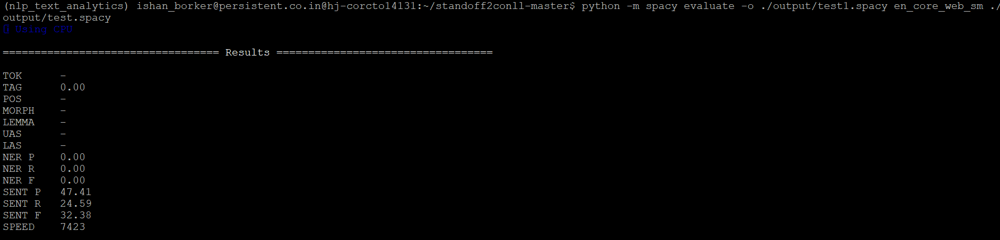 (nlp_text_analytics) ishan_borker@persistent.co.in@hj-corcto14131:~/standoff2conll-master$ python -m spacy evaluate -o ./output/test1.spacy en_core_web_sm ./
output/test.spacy
Using CPU
================================== Results ==================================
TOK -
TAG 0.00
POS -
MORPH -
LEMMA -
UAS -
LAS -
NER P 0.00
NER R 0.00
NER F 0.00
SENT P 47.41
SENT R 24.59
SENT F 32.38
SPEED 7423